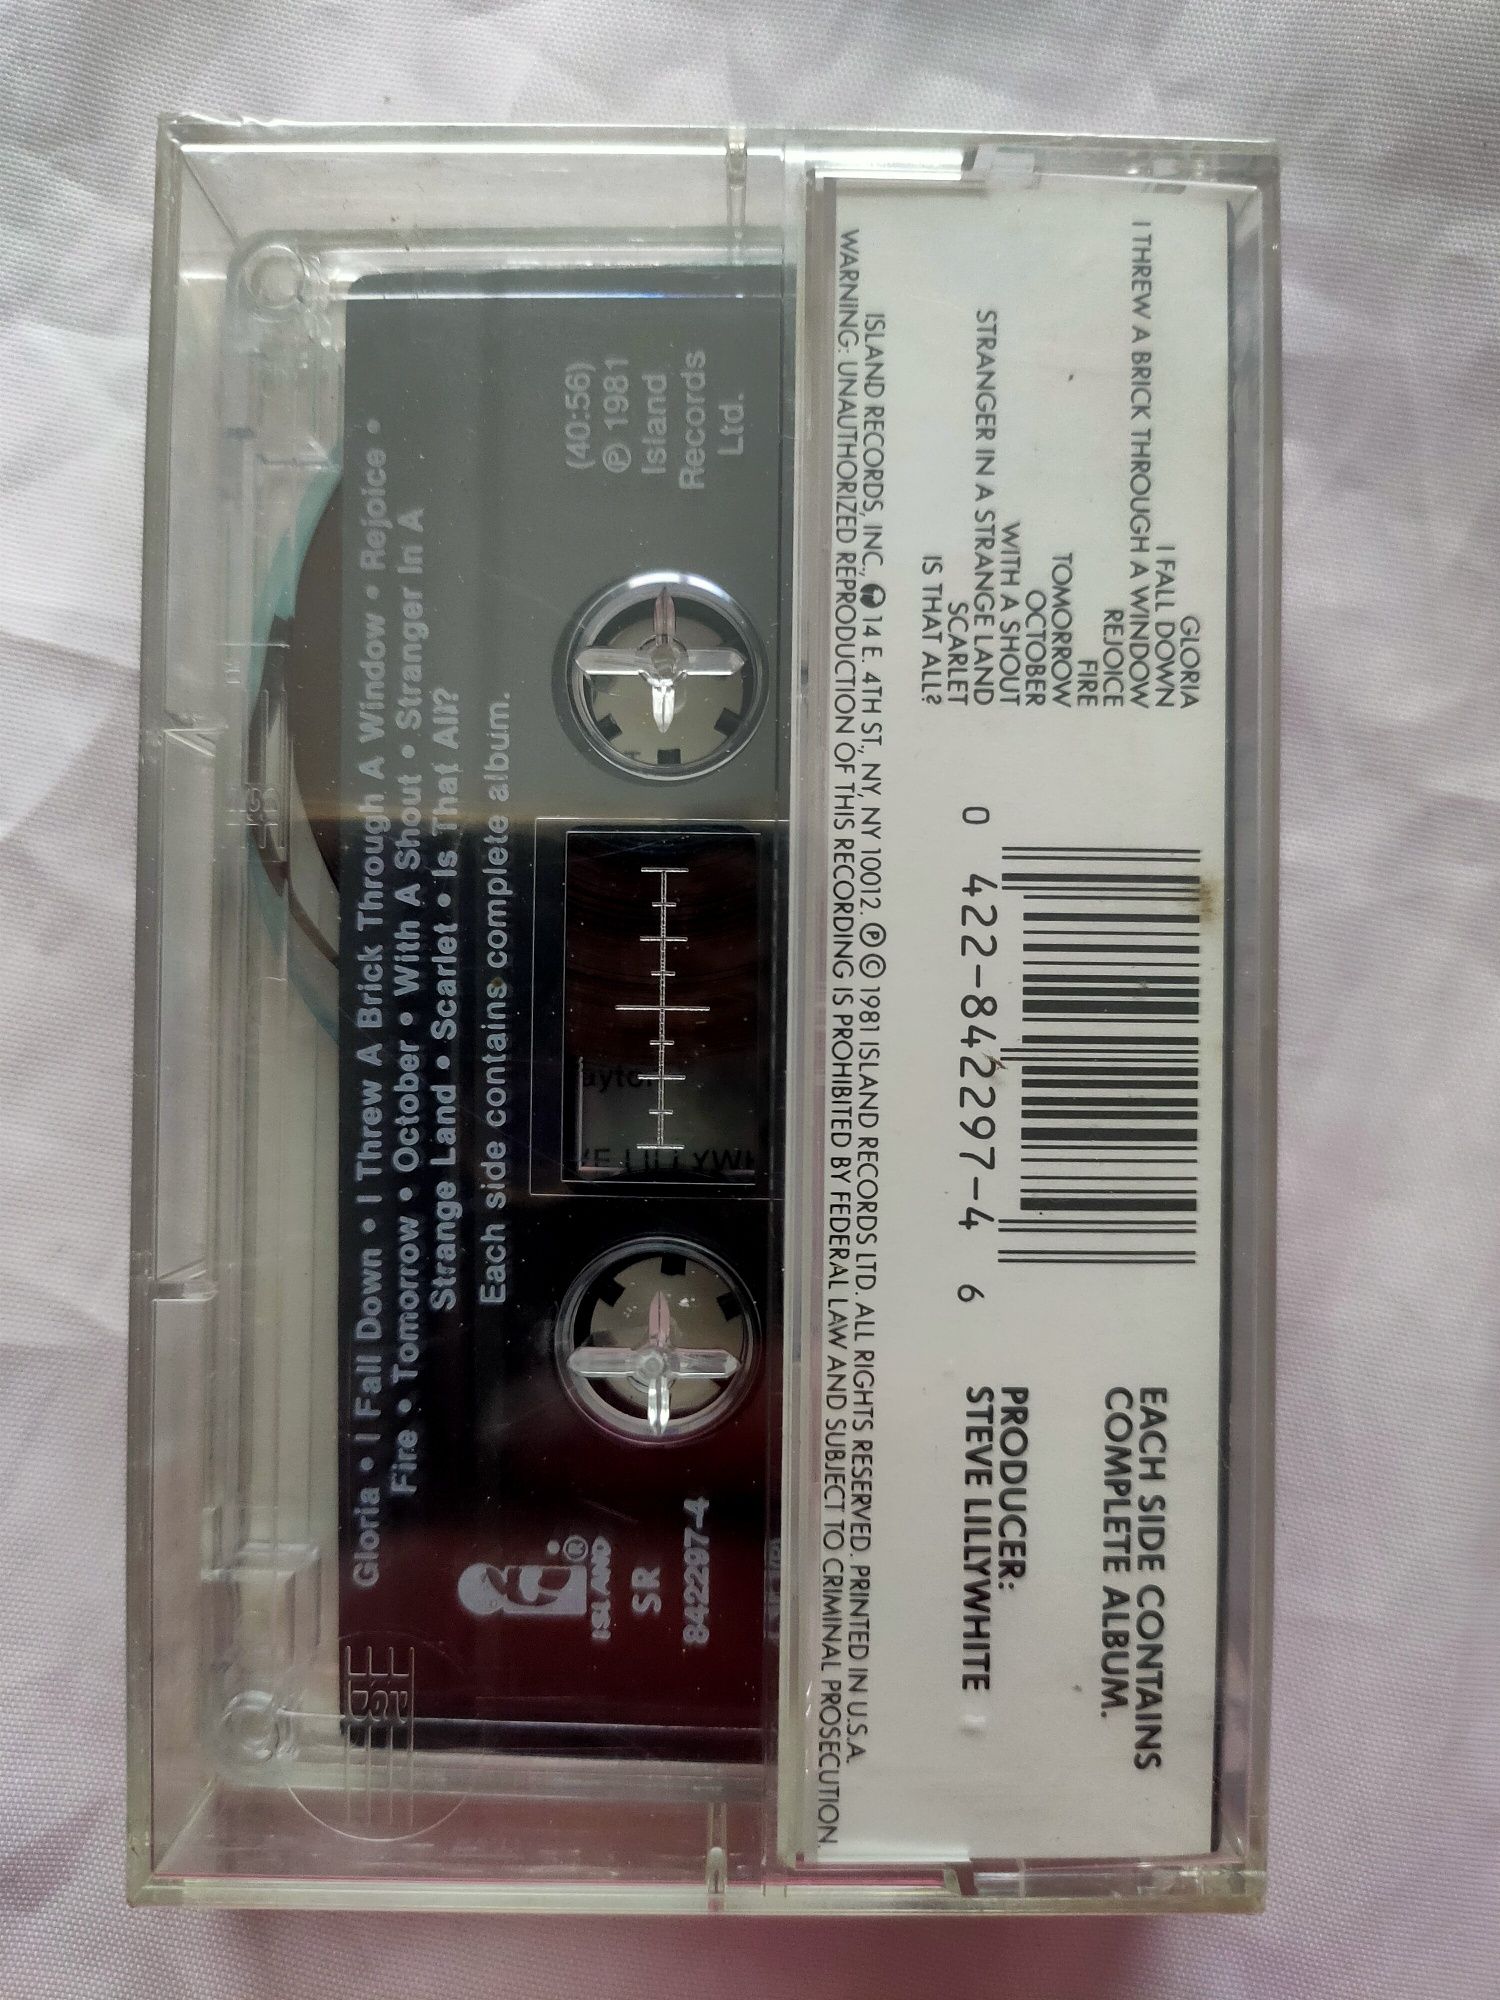 GLORIA
I FALL DOWN
I THREW A BRICK THROUGH A WINDOW
REJOICE
FIRE
TOMORROW
OCTOBER
WITH A SHOUT
STRANGER IN A STRANGE LAND
SCARLET
IS THAT ALL?
0 422-842297-4 6
EACH SIDE CONTAINS
COMPLETE ALBUM.
PRODUCER:
STEVE LILLYWHITE
ISLAND RECORDS, INC., 14 E. 4TH ST., NY, NY 10012. ℗ © 1981 ISLAND RECORDS LTD. ALL RIGHTS RESERVED. PRINTED IN U.S.A.
WARNING: UNAUTHORIZED REPRODUCTION OF THIS RECORDING IS PROHIBITED BY FEDERAL LAW AND SUBJECT TO CRIMINAL PROSECUTION.
Gloria • I Fall Down • I Threw A Brick Through A Window • Rejoice •
Fire • Tomorrow • October • With A Shout • Stranger In A
Strange Land • Scarlet • Is That All?
Each side contains complete album.
ISLAND
®
SR
842297-4
(40:56)
℗ 1981
Island
Records
Ltd.